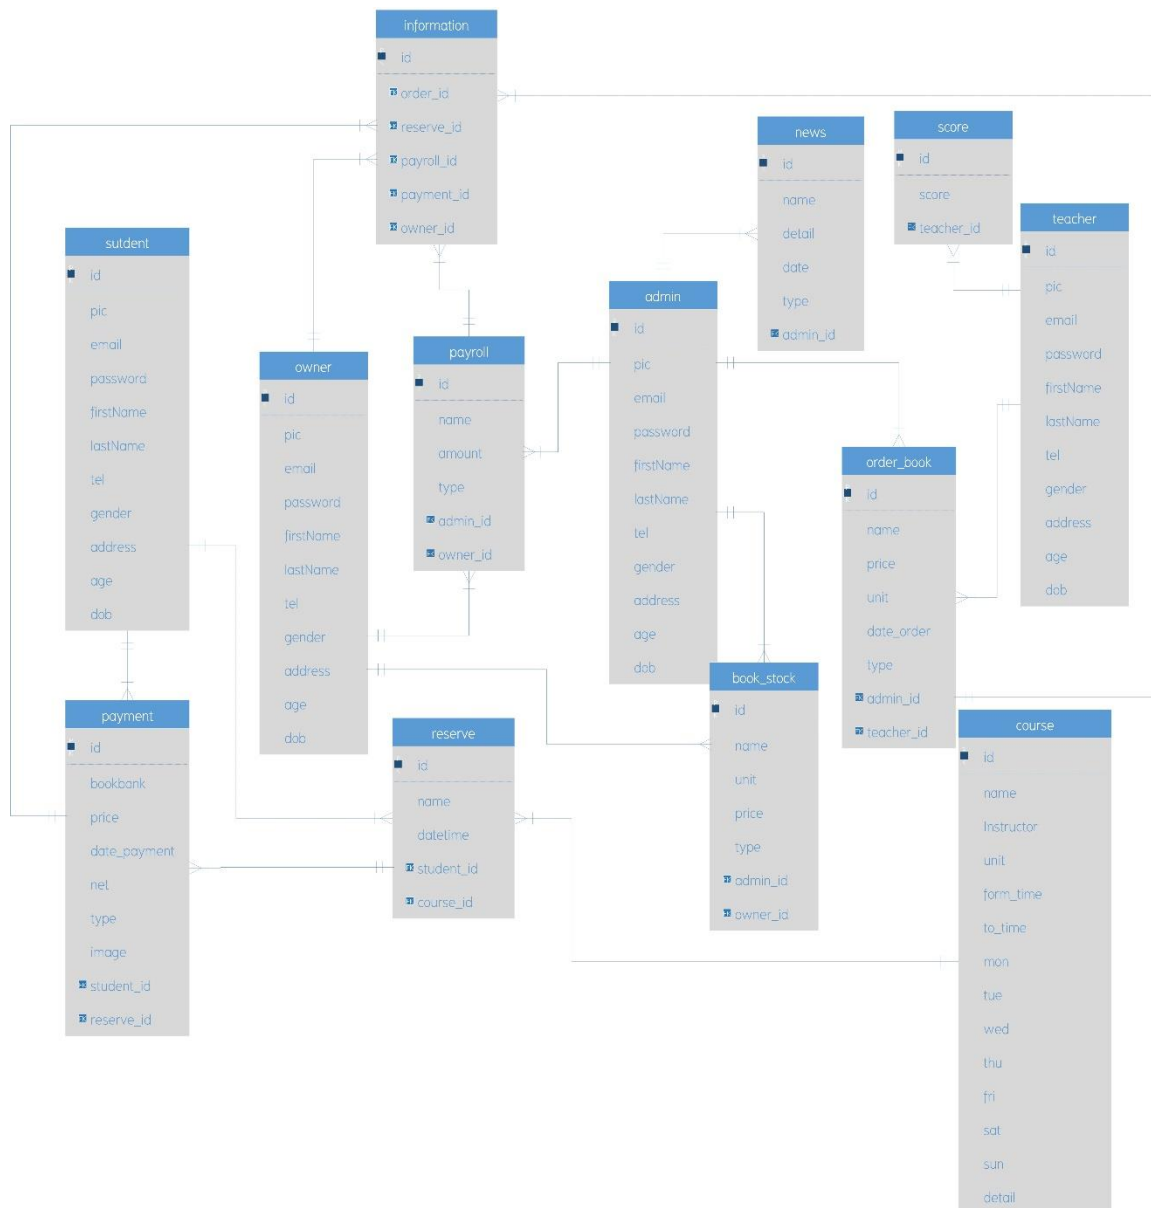 information
id
order_id
reserve_id
payroll_id
payment_id
owner_id
news
id
name
detail
date
type
admin_id
score
id
score
teacher_id
teacher
id
pic
email
password
firstName
lastName
tel
gender
address
age
dob
sutdent
id
pic
email
password
firstName
lastName
tel
gender
address
age
dob
owner
id
pic
email
password
firstName
lastName
tel
gender
address
age
dob
payroll
id
name
amount
type
admin_id
owner_id
admin
id
pic
email
password
firstName
lastName
tel
gender
address
age
dob
order_book
id
name
price
unit
date_order
type
admin_id
teacher_id
payment
id
bookbank
price
date_payment
net
type
image
student_id
reserve_id
reserve
id
name
datetime
student_id
course_id
book_stock
id
name
unit
price
type
admin_id
owner_id
course
id
name
Instructor
unit
form_time
to_time
mon
tue
wed
thu
fri
sat
sun
detail